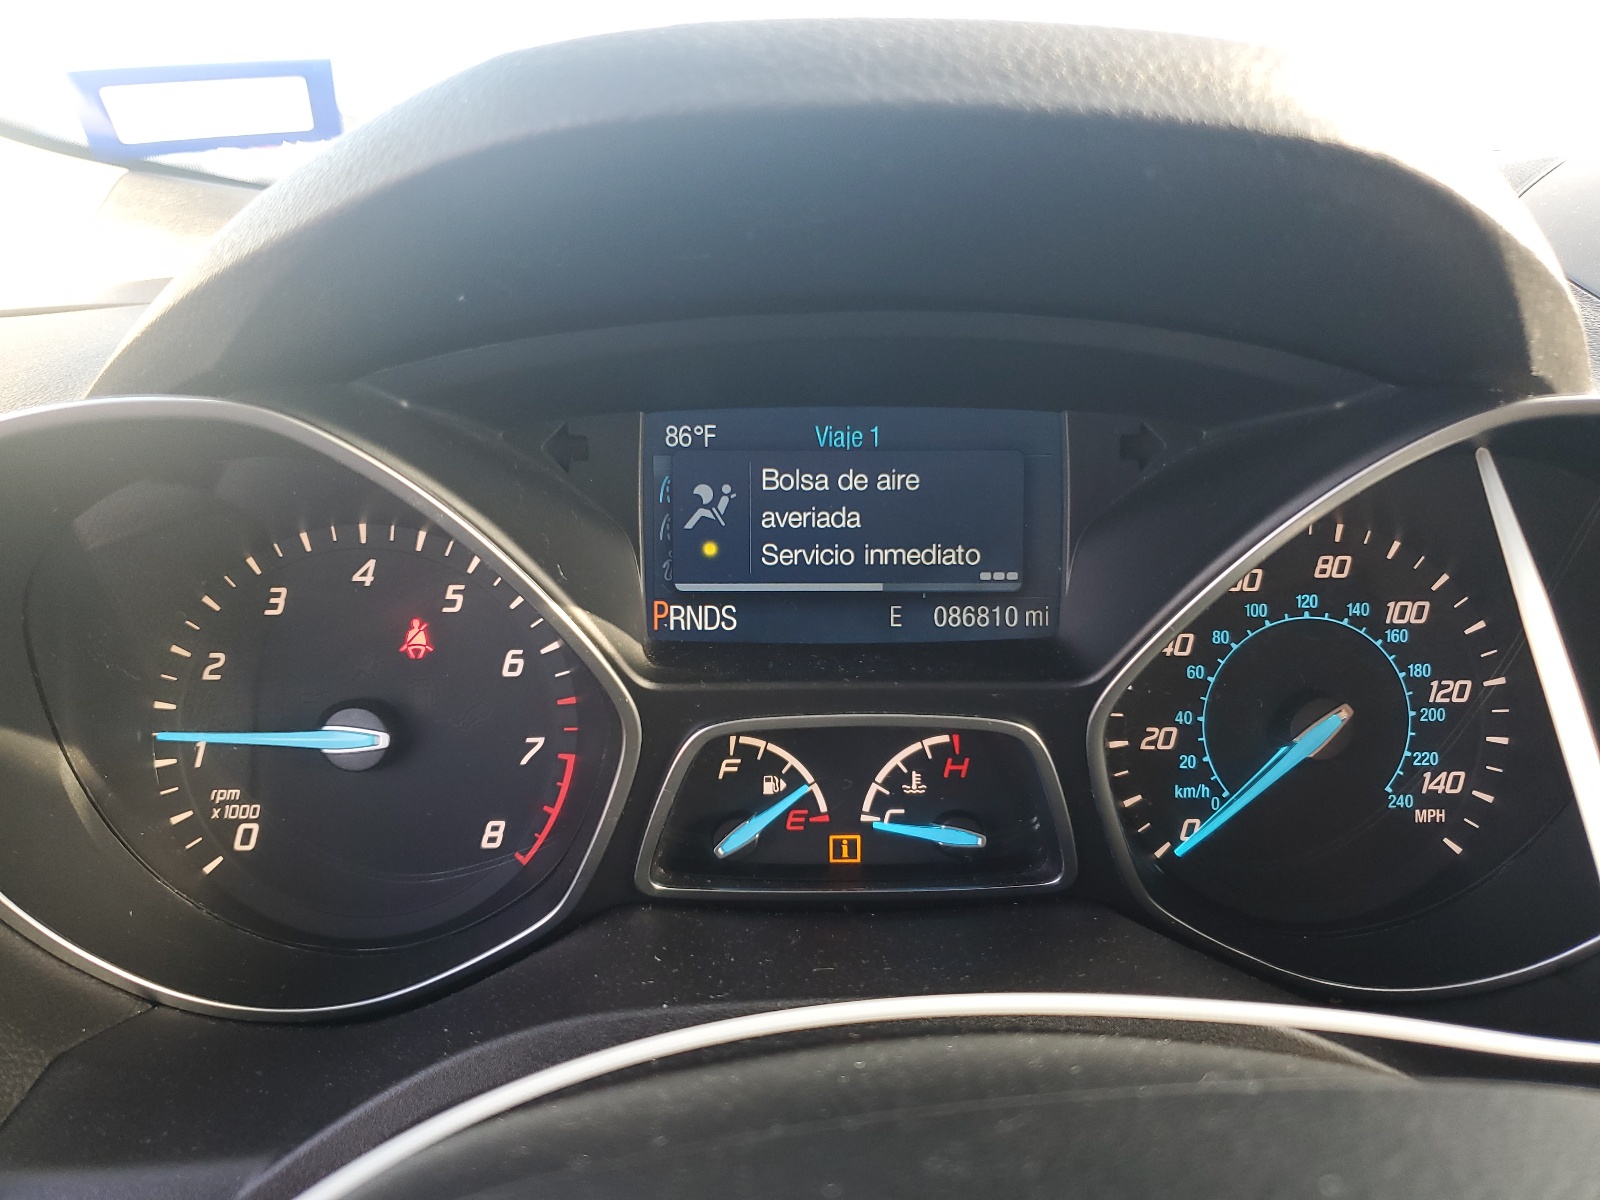 86°F Viaje 1
Bolsa de aire
averiada
Servicio inmediato
PRNDS E 086810 mi
0
1
2
3
4
5
6
7
8
rpm
x 1000
F
E
i
H
0
20
40
80
100
120
140
MPH
km/h
0
20
40
60
80
100
120
140
160
180
200
220
240